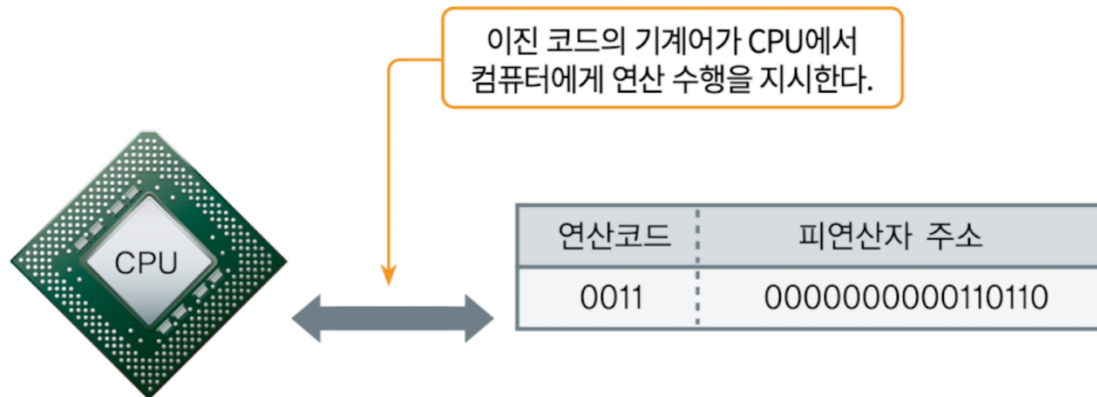 이진 코드의 기계어가 CPU에서
컴퓨터에게 연산 수행을 지시한다.
CPU
연산코드 피연산자 주소
0011 0000000000110110